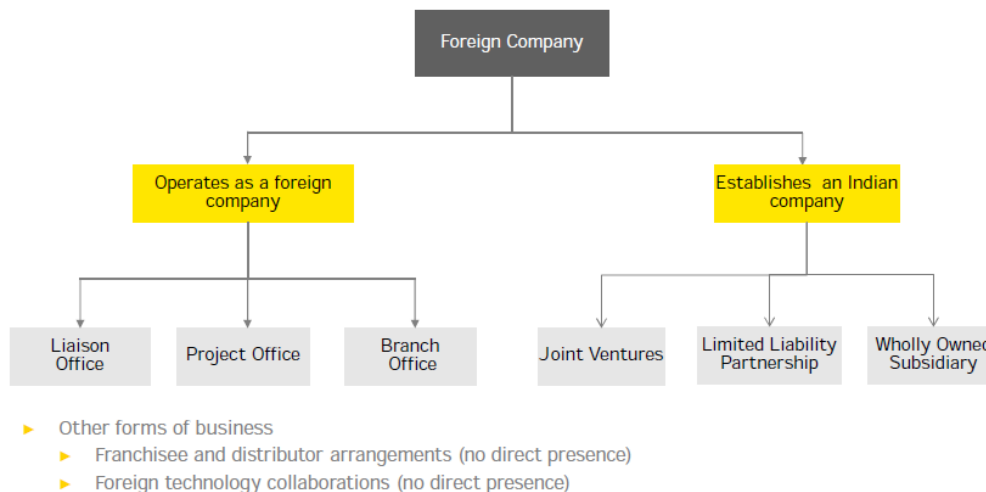 Foreign Company
Operates as a foreign
company
Establishes an Indian
company
Liaison
Office
Project Office
Branch
Office
Joint Ventures
Limited Liability
Partnership
Wholly Owned
Subsidiary
► Other forms of business
► Franchisee and distributor arrangements (no direct presence)
► Foreign technology collaborations (no direct presence)